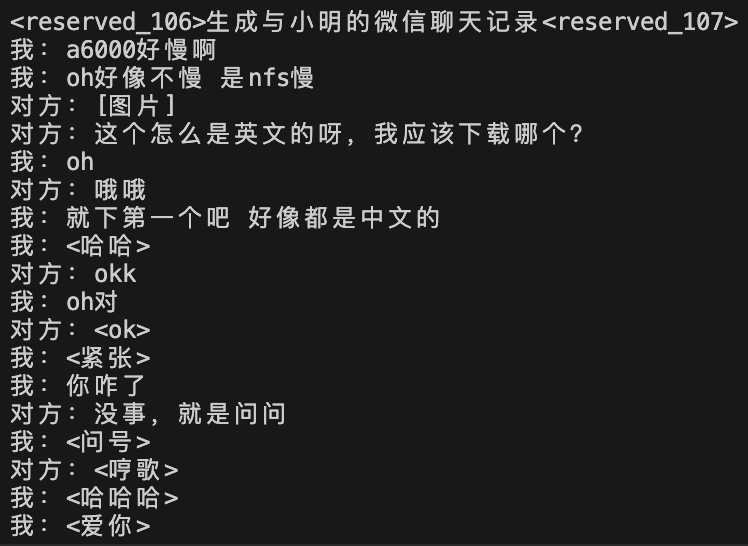 <reserved_106>生成与小明的微信聊天记录<reserved_107>
我: a6000好慢啊
我: oh好像不慢 是nfs慢
对方: [图片]
对方: 这个怎么是英文的呀, 我应该下载哪个?
我: oh
对方: 哦哦
我: 就下第一个吧 好像都是中文的
我: <哈哈>
对方: okk
我: oh对
对方: <ok>
我: <紧张>
我: 你咋了
对方: 没事, 就是问问
我: <问号>
对方: <哼歌>
我: <哈哈哈>
我: <爱你>